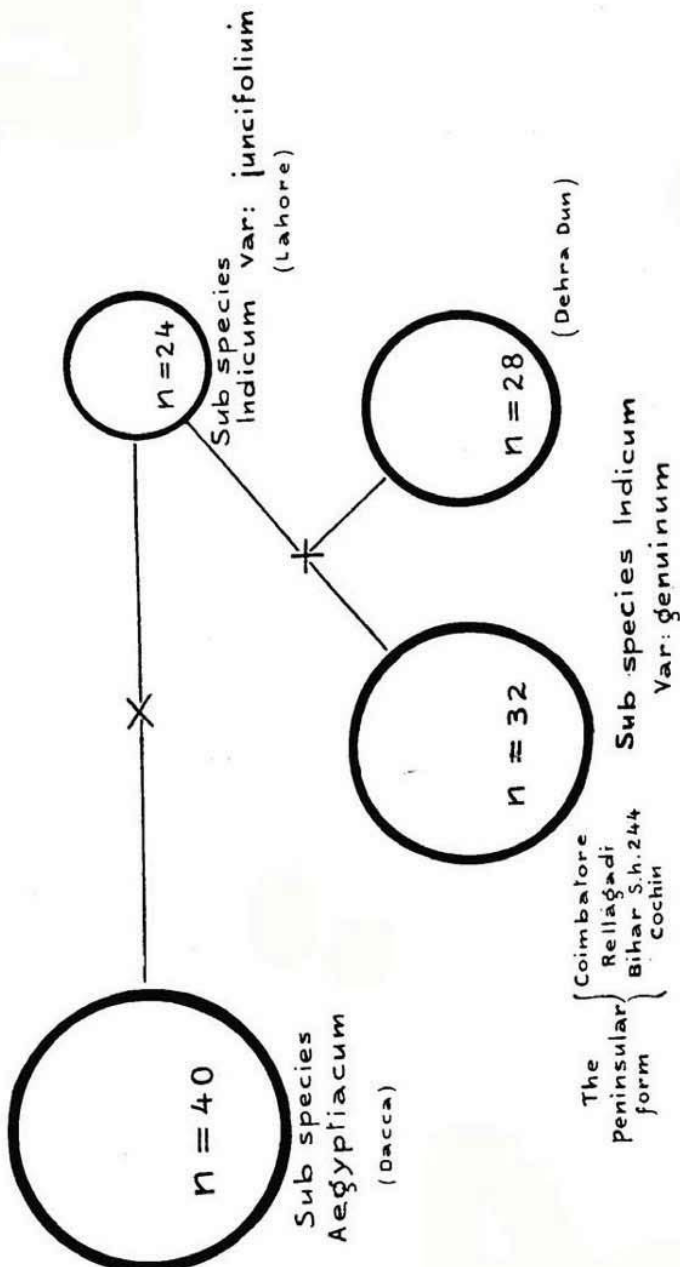 n=40
Sub species
Aegyptiacum
(Dacca)
n=24
Sub species
Indicum var: juncifolium
(Lahore)
n=32
n=28
(Dehra Dun)
Sub species Indicum
Var: genuinum
The
Peninsular
form
Coimbatore
Rellagadi
Bihar S.h.244
Cochin